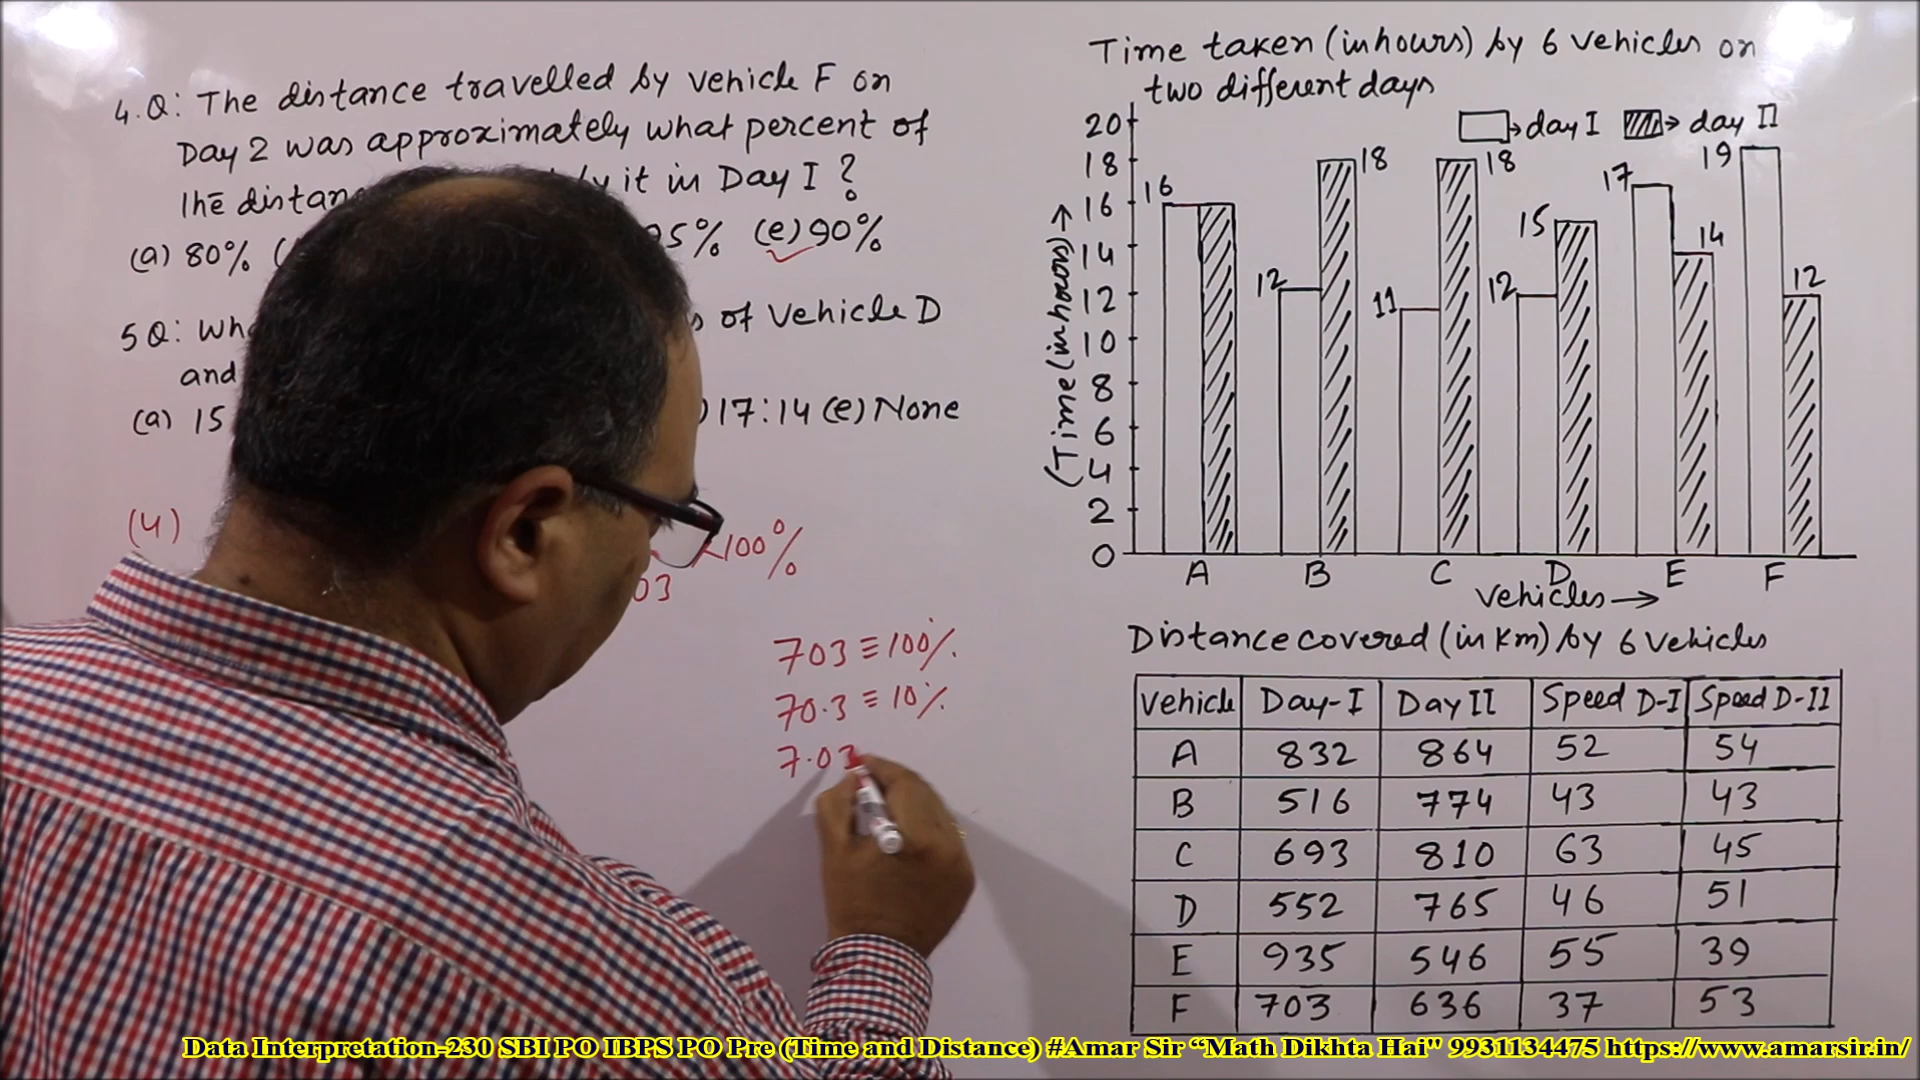 4.Q: The distance travelled by vehicle F on
Day 2 was approximately what percent of
the distan it in Day I ?
(a) 80% 5% (e) 90%
5Q: Wh of Vehicle D
and
(a) 15 17:14 (e) None
(4) 100%
03
703 ≡ 100%
70.3 ≡ 10%
7.03
Time taken (in hours) by 6 vehicles on
two different days
day I day II
20
18
16
14
12
10
8
6
4
2
0
(Time (in hours) →
16
12 18
11 18
12 15
17 14
19 12
A B C D E F
vehicles →
Distance covered (in Km) by 6 vehicles
Vehicle Day-I Day II Speed D-I Speed D-II
A 832 864 52 54
B 516 774 43 43
C 693 810 63 45
D 552 765 46 51
E 935 546 55 39
F 703 636 37 53
Data Interpretation-230 SBI PO IBPS PO Pre (Time and Distance) #Amar Sir “Math Dikhta Hai" 9931134475 https://www.amarsir.in/